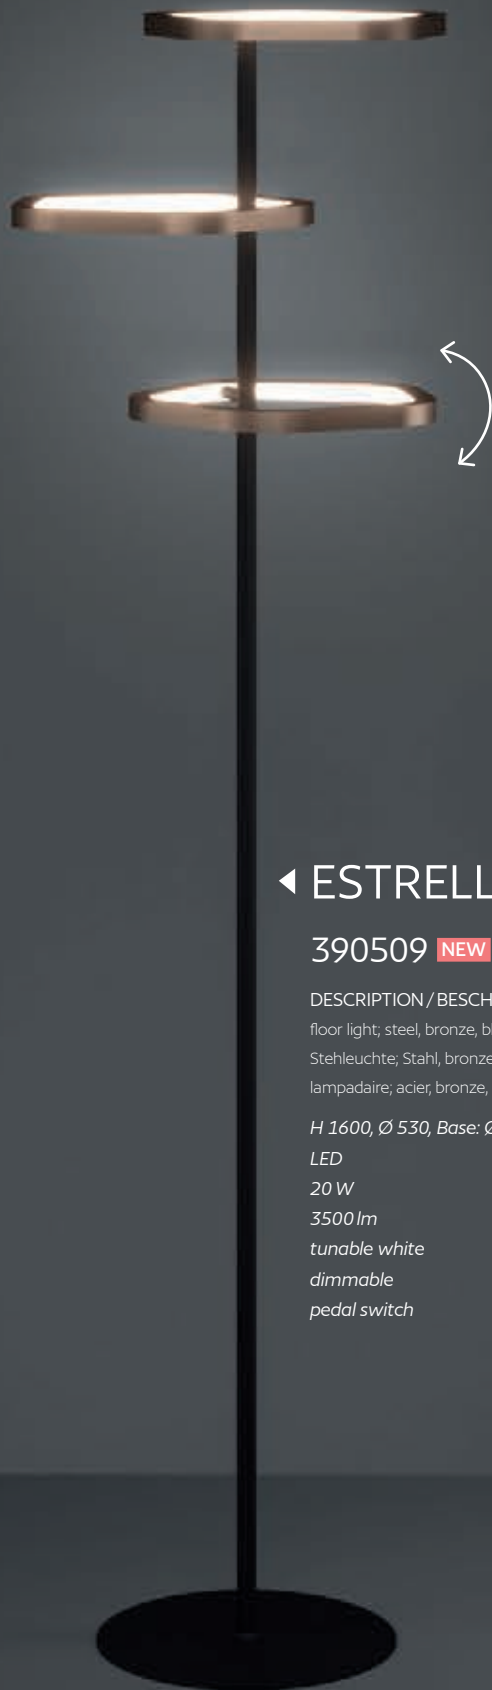 ESTRELL
390509 NEW
DESCRIPTION / BESCH
floor light; steel, bronze, b
Stehleuchte; Stahl, bronze
lampadaire; acier, bronze,
H 1600, Ø 530, Base: Ø
LED
20 W
3500 lm
tunable white
dimmable
pedal switch